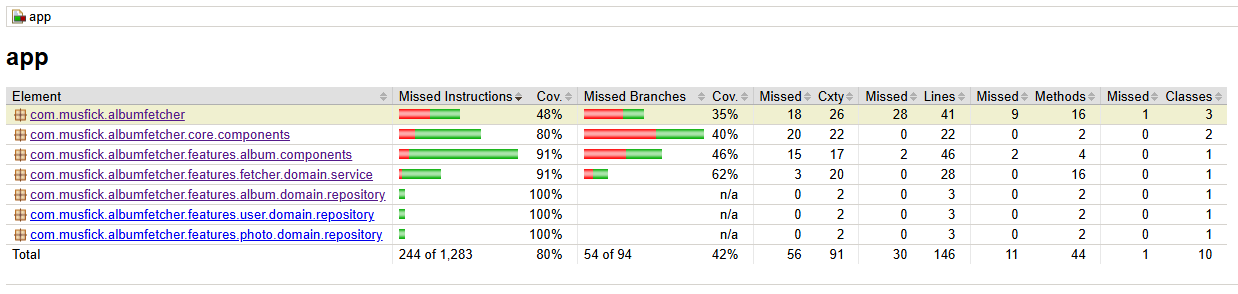 app
app
Element Missed Instructions Cov. Missed Branches Cov. Missed Cxty Missed Lines Missed Methods Missed Classes
com.musfick.albumfetcher 48% 35% 18 26 28 41 9 16 1 3
com.musfick.albumfetcher.core.components 80% 40% 20 22 0 22 0 2 0 2
com.musfick.albumfetcher.features.album.components 91% 46% 15 17 2 46 2 4 0 1
com.musfick.albumfetcher.features.fetcher.domain.service 91% 62% 3 20 0 28 0 16 0 1
com.musfick.albumfetcher.features.album.domain.repository 100% n/a 0 2 0 3 0 2 0 1
com.musfick.albumfetcher.features.user.domain.repository 100% n/a 0 2 0 3 0 2 0 1
com.musfick.albumfetcher.features.photo.domain.repository 100% n/a 0 2 0 3 0 2 0 1
Total 244 of 1,283 80% 54 of 94 42% 56 91 30 146 11 44 1 10